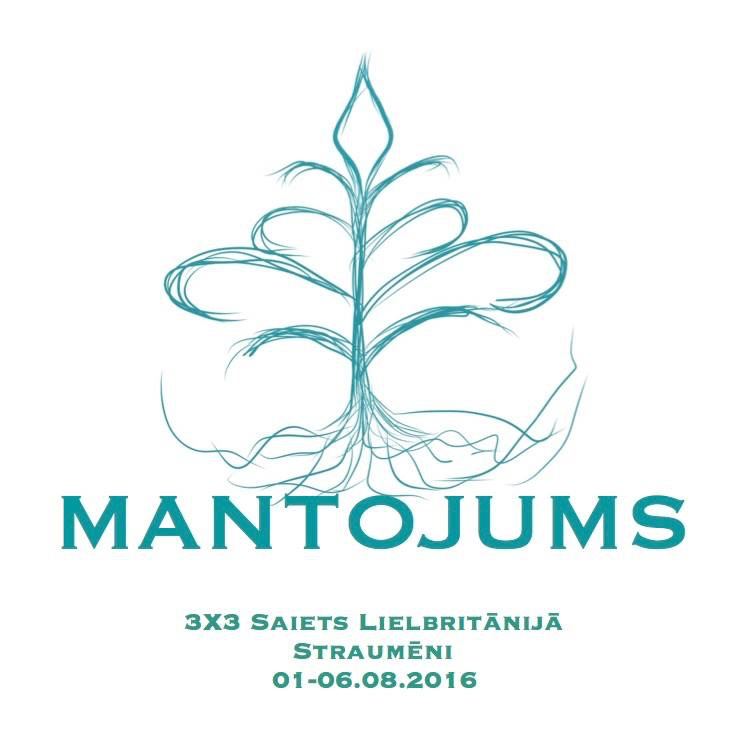 MANTOJUMS
3X3 SAIETS LIELBRITĀNIJĀ
STRAUMĒNI
01-06.08.2016